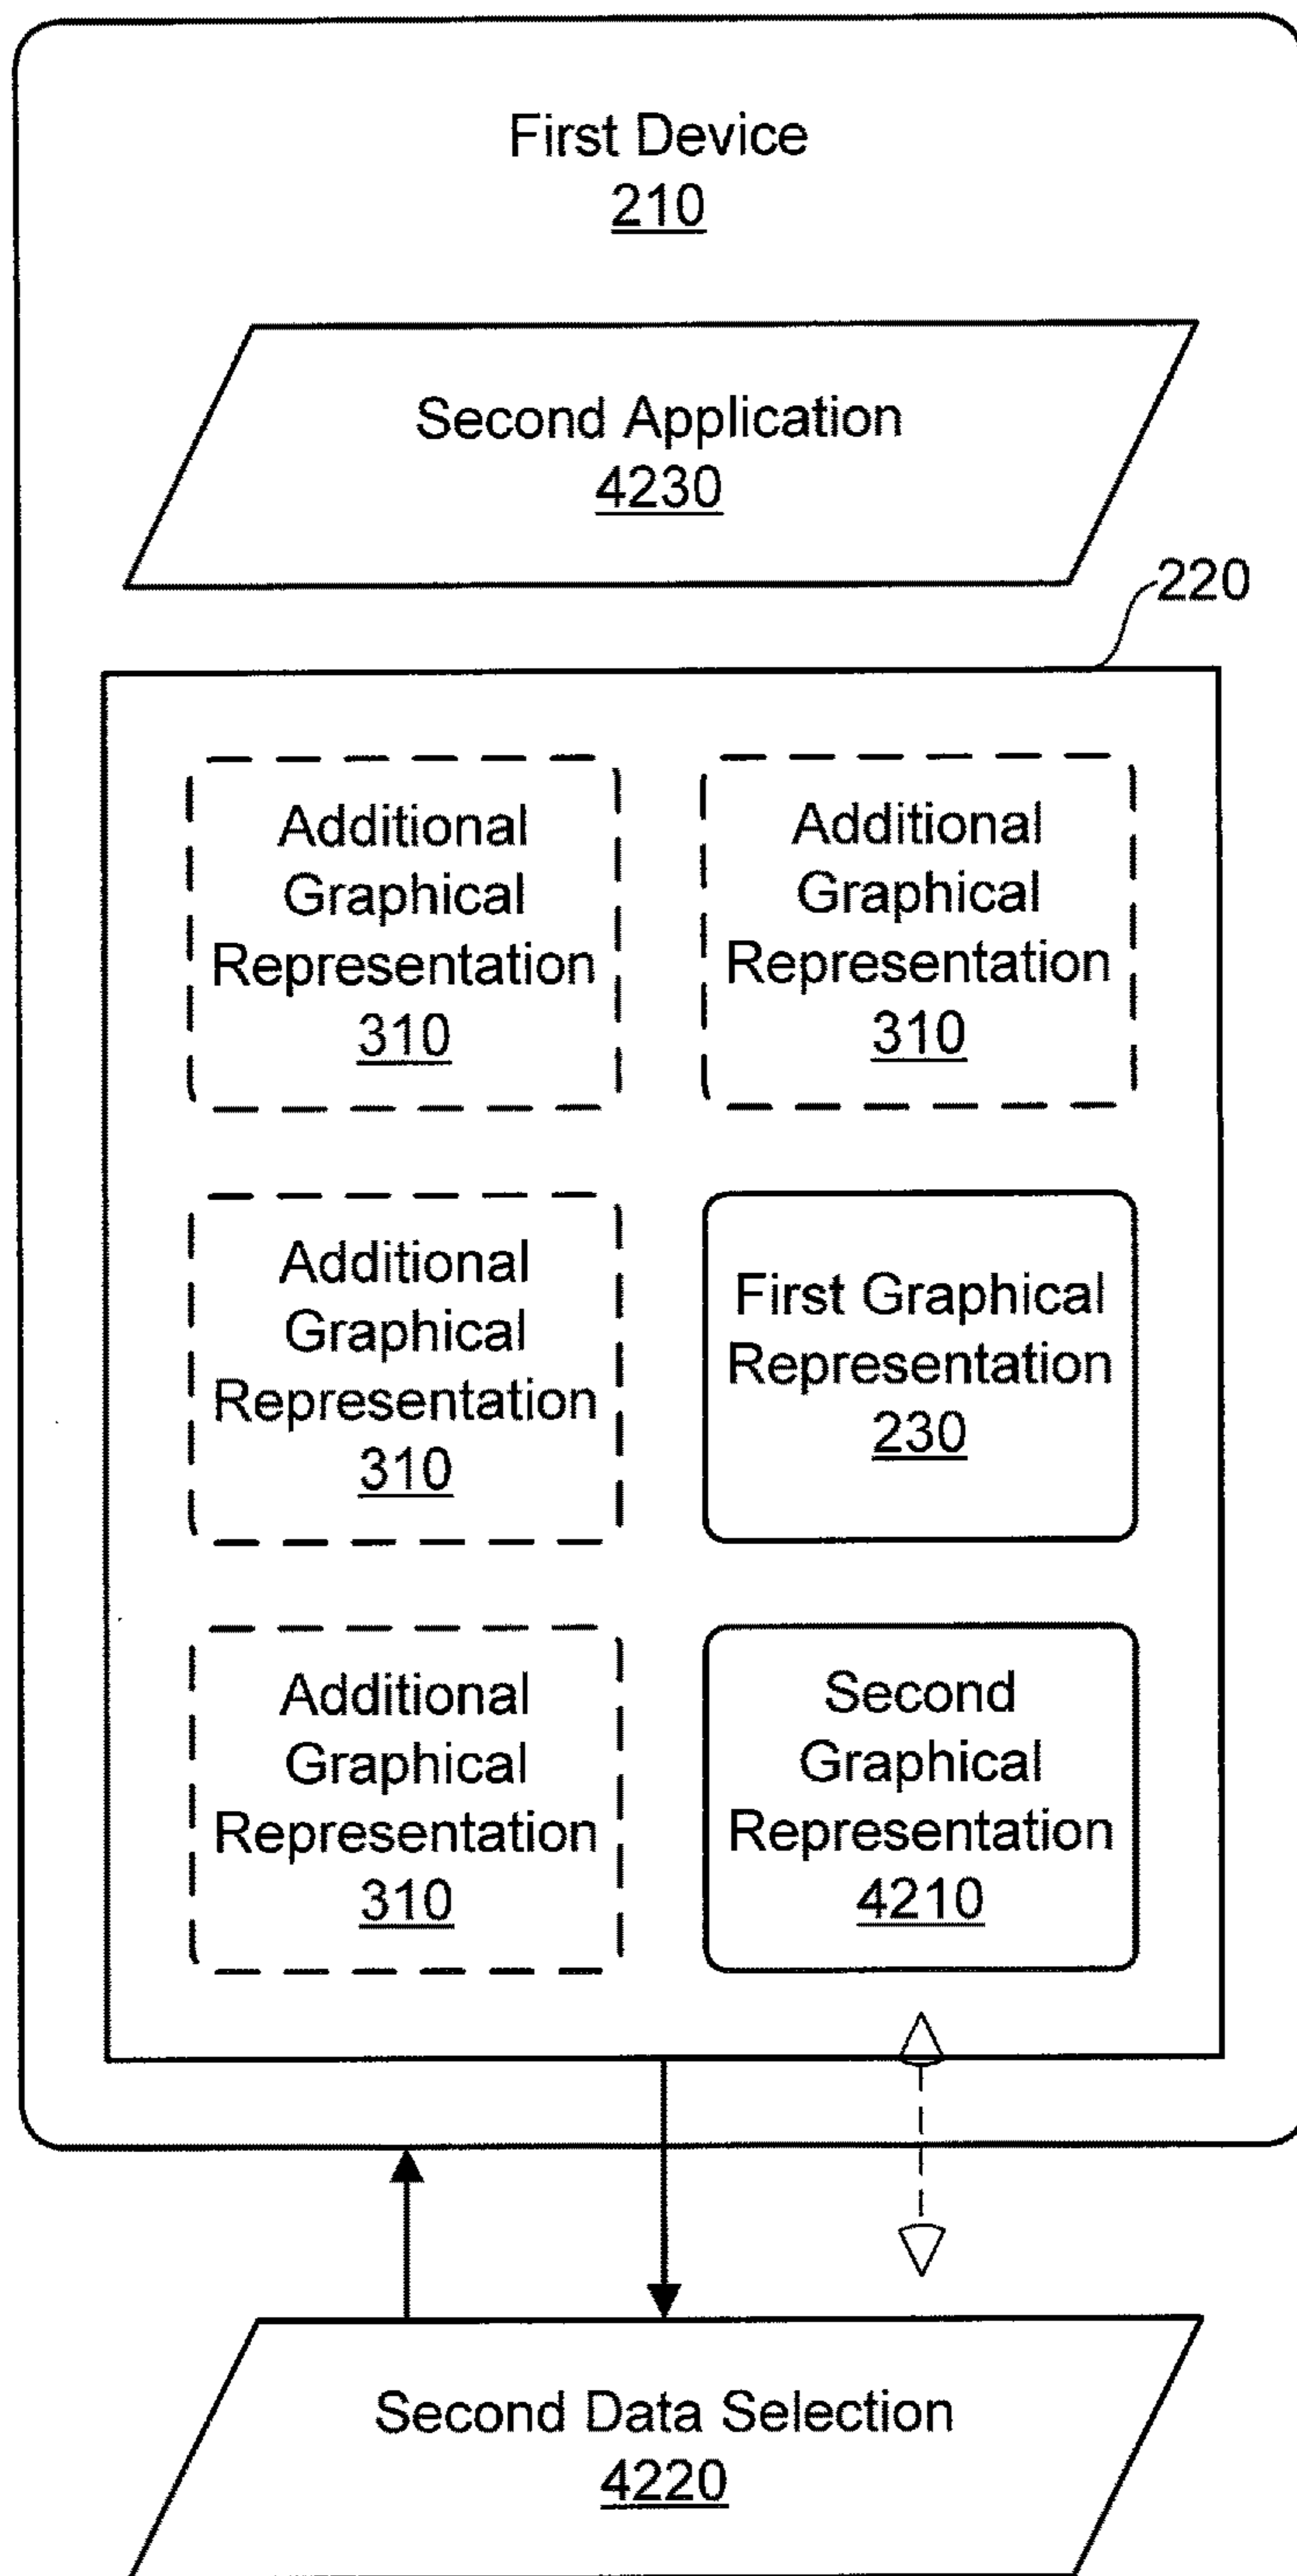 First Device
210
Second Application
4230
220
Additional
Graphical
Representation
310
Additional
Graphical
Representation
310
Additional
Graphical
Representation
310
First Graphical
Representation
230
Additional
Graphical
Representation
310
Second
Graphical
Representation
4210
Second Data Selection
4220